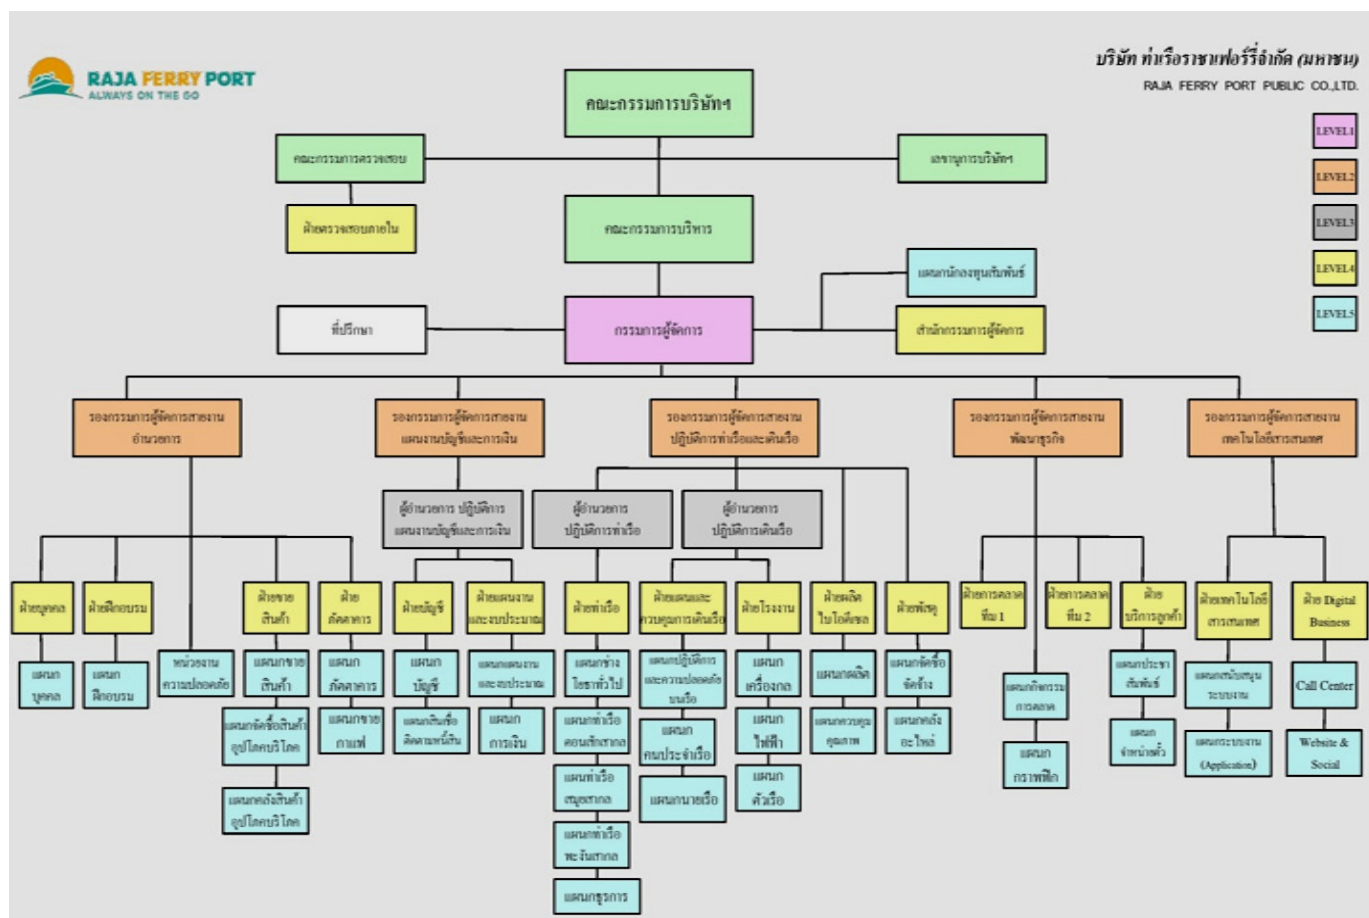 RAJA FERRY PORT
ALWAYS ON THE GO
บริษัท ท่าเรือราชาเฟอร์รี่จำกัด (มหาชน)
RAJA FERRY PORT PUBLIC CO.,LTD.
LEVEL1
LEVEL2
LEVEL3
LEVEL4
LEVEL5
คณะกรรมการบริษัทฯ
คณะกรรมการตรวจสอบ
เลขานุการบริษัทฯ
ฝ่ายตรวจสอบภายใน
คณะกรรมการบริหาร
แผนกนักลงทุนสัมพันธ์
ที่ปรึกษา
กรรมการผู้จัดการ
สำนักกรรมการผู้จัดการ
รองกรรมการผู้จัดการสายงาน
อำนวยการ
รองกรรมการผู้จัดการสายงาน
แผนงานบัญชีและการเงิน
รองกรรมการผู้จัดการสายงาน
ปฏิบัติการท่าเรือและเดินเรือ
รองกรรมการผู้จัดการสายงาน
พัฒนาธุรกิจ
รองกรรมการผู้จัดการสายงาน
เทคโนโลยีสารสนเทศ
ผู้อำนวยการ ปฏิบัติการ
แผนงานบัญชีและการเงิน
ผู้อำนวยการ
ปฏิบัติการท่าเรือ
ผู้อำนวยการ
ปฏิบัติการเดินเรือ
ฝ่ายบุคคล
ฝ่ายฝึกอบรม
ฝ่ายขาย
สินค้า
ฝ่าย
ภัตตาคาร
ฝ่ายบัญชี
ฝ่ายแผนงาน
และงบประมาณ
ฝ่ายท่าเรือ
ฝ่ายแผนและ
ควบคุมการเดินเรือ
ฝ่ายโรงงาน
ฝ่ายผลิต
ไบโอดีเซล
ฝ่ายพัสดุ
ฝ่ายการตลาด
ทีม 1
ฝ่ายการตลาด
ทีม 2
ฝ่าย
บริการลูกค้า
ฝ่ายเทคโนโลยี
สารสนเทศ
ฝ่าย Digital
Business
แผนก
บุคคล
แผนก
ฝึกอบรม
หน่วยงาน
ความปลอดภัย
แผนกขาย
สินค้า
แผนก
ภัตตาคาร
แผนก
บัญชี
แผนกแผนงาน
และงบประมาณ
แผนกช่าง
โยธาทั่วไป
แผนกปฏิบัติการ
และความปลอดภัย
บนเรือ
แผนก
เครื่องกล
แผนกผลิต
แผนกจัดซื้อ
จัดจ้าง
แผนกกิจกรรม
การตลาด
แผนกประชา
สัมพันธ์
แผนกสนับสนุน
ระบบงาน
Call Center
แผนกจัดซื้อสินค้า
อุปโภคบริโภค
แผนกขาย
กาแฟ
แผนกสินเชื่อ
ติดตามหนี้สิน
แผนก
การเงิน
แผนกท่าเรือ
ดอนสักสากล
แผนก
คนประจำเรือ
แผนก
ไฟฟ้า
แผนกควบคุม
คุณภาพ
แผนกคลัง
อะไหล่
แผนก
กราฟฟิก
แผนก
จำหน่ายตั๋ว
แผนกระบบงาน
(Application)
Website &
Social
แผนกคลังสินค้า
อุปโภคบริโภค
แผนท่าเรือ
สมุยสากล
แผนกนายเรือ
แผนก
ตัวเรือ
แผนกท่าเรือ
พะงันสากล
แผนกธุรการ